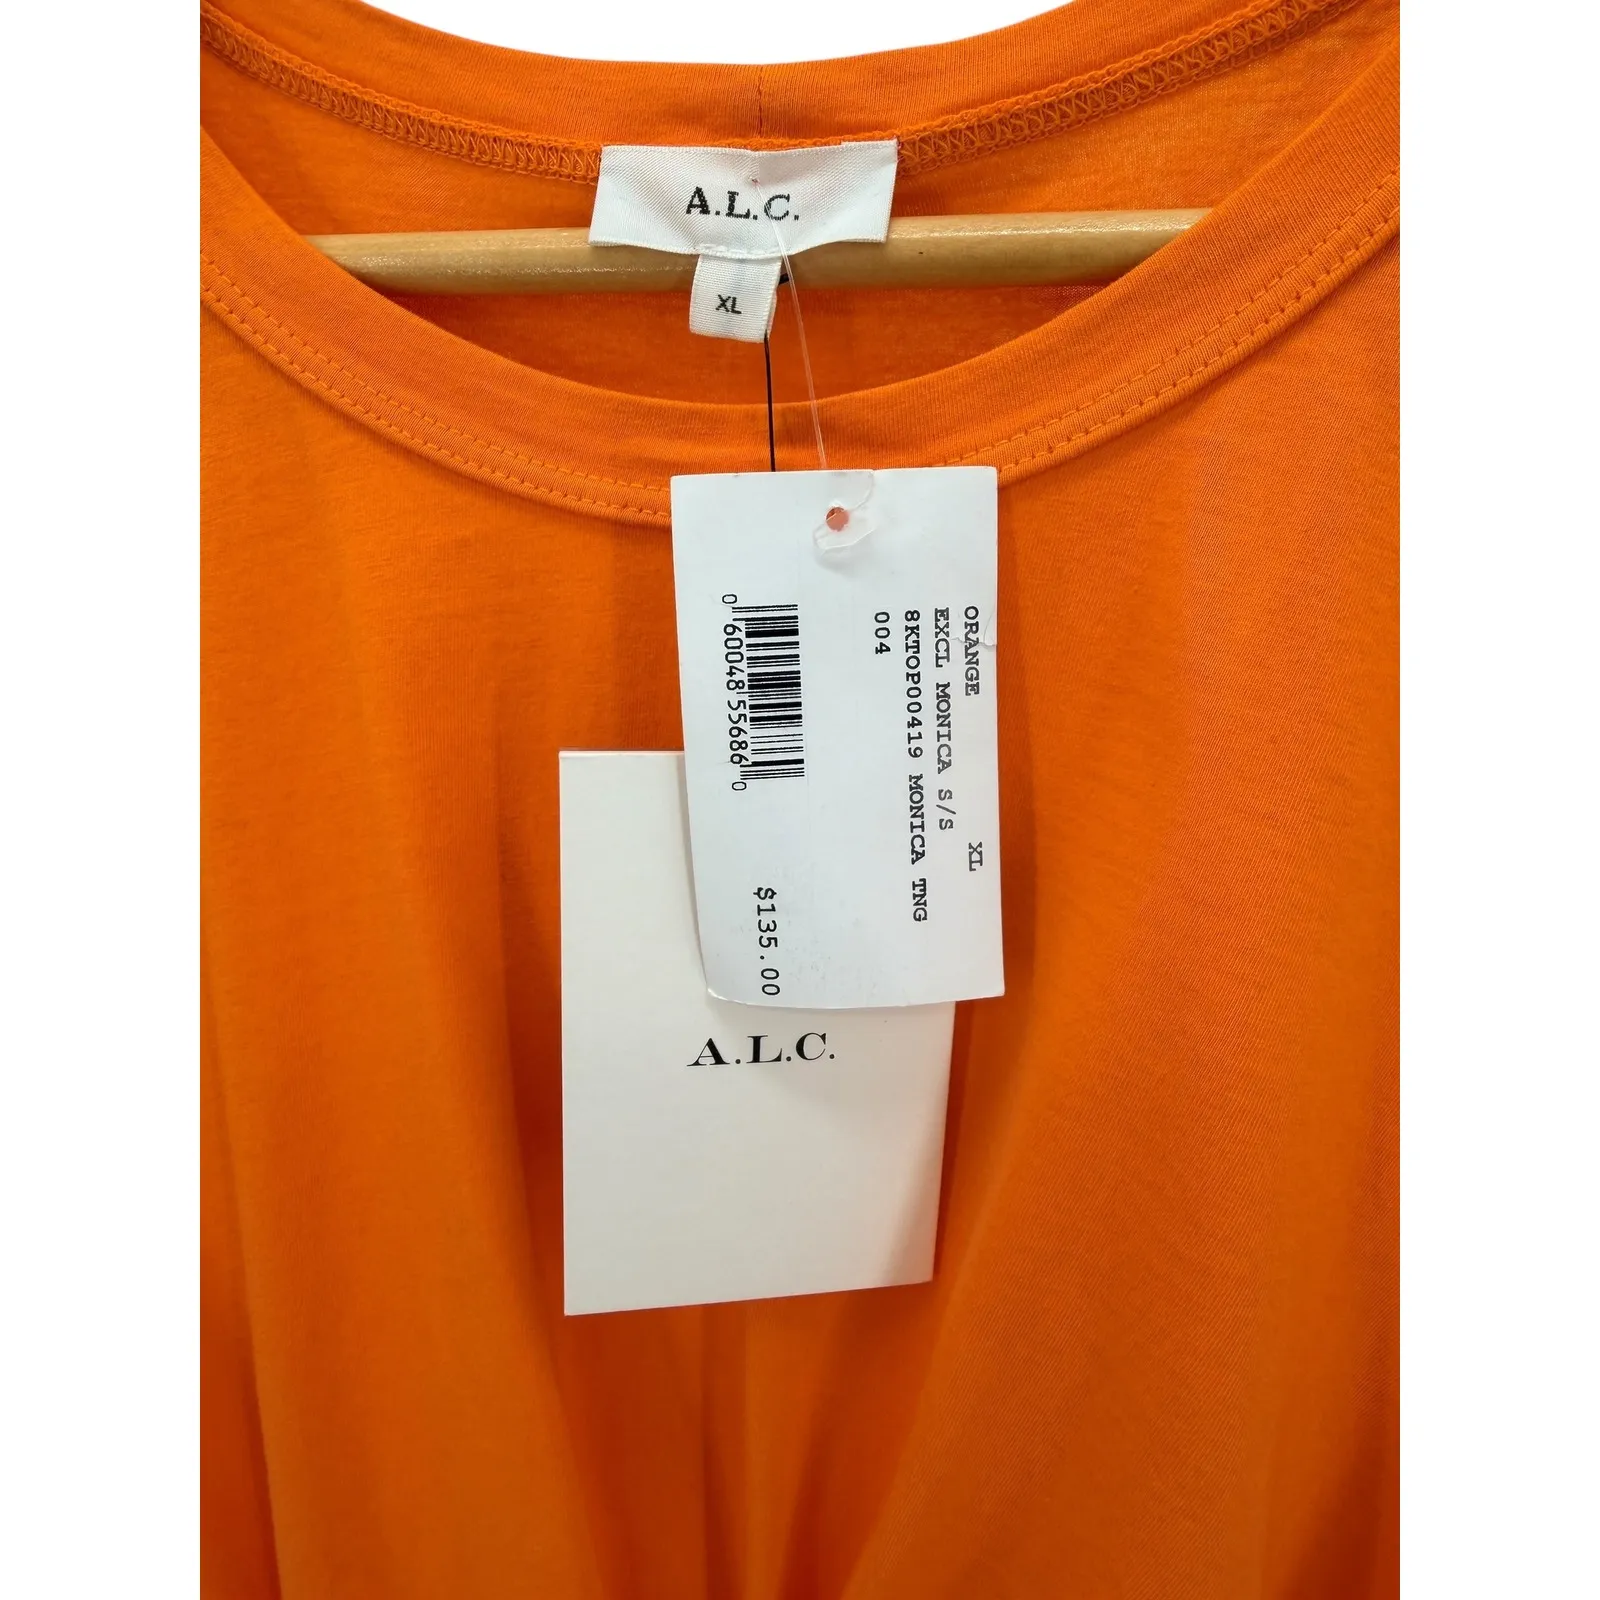 A.L.C.
XL
ORANGE XL
EXCL MONICA S/S
8KTOP00419 MONICA TNG
004
0 60048 55686 0
$135.00
A.L.C.